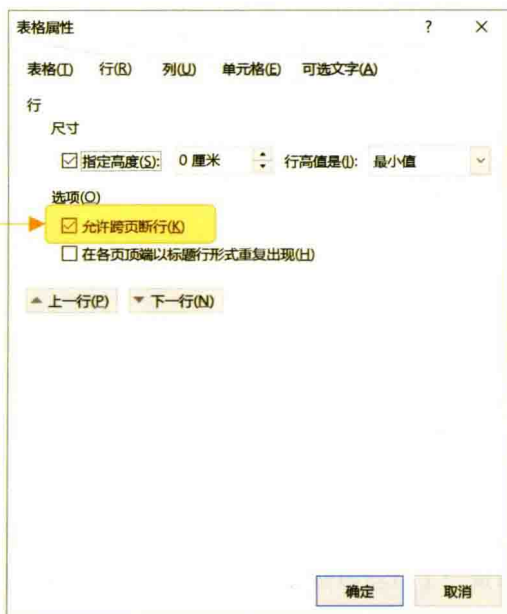 表格属性 ? ×
表格(T) 行(R) 列(U) 单元格(E) 可选文字(A)
行
尺寸
指定高度(S): 0 厘米 行高值是(I): 最小值
选项(O)
允许跨页断行(K)
在各页顶端以标题行形式重复出现(H)
上一行(P) 下一行(N)
确定 取消